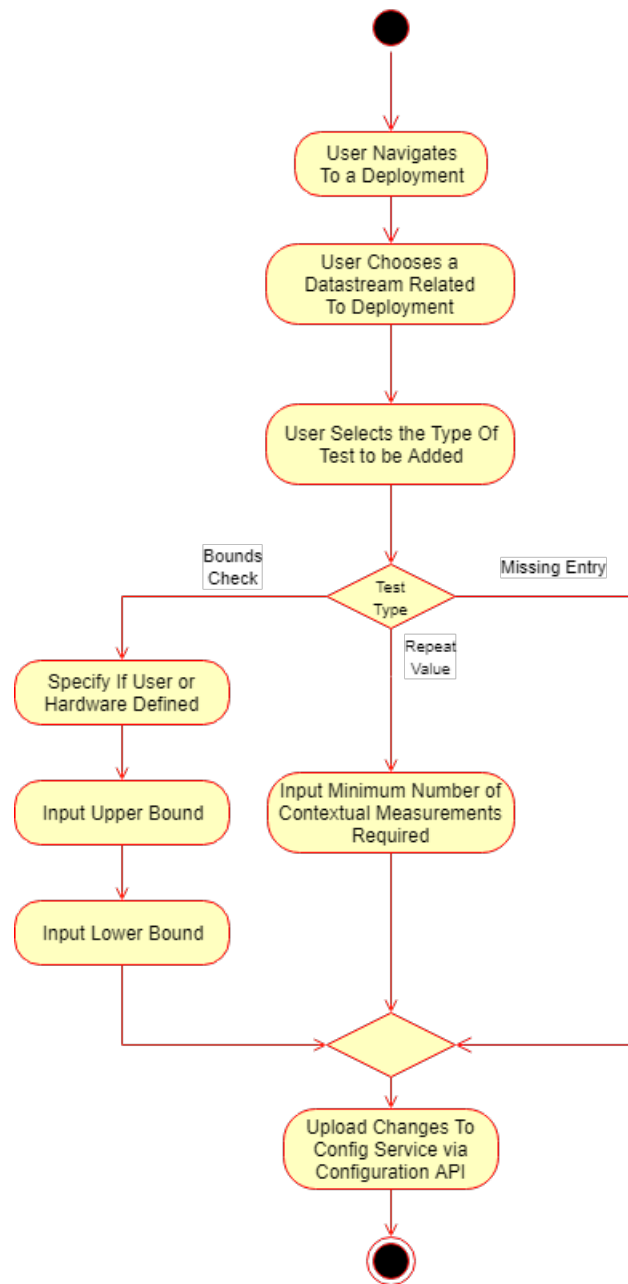 User Navigates
To a Deployment
User Chooses a
Datastream Related
To Deployment
User Selects the Type Of
Test to be Added
Bounds
Check
Test
Type
Missing Entry
Repeat
Value
Specify If User or
Hardware Defined
Input Upper Bound
Input Minimum Number of
Contextual Measurements
Required
Input Lower Bound
Upload Changes To
Config Service via
Configuration API